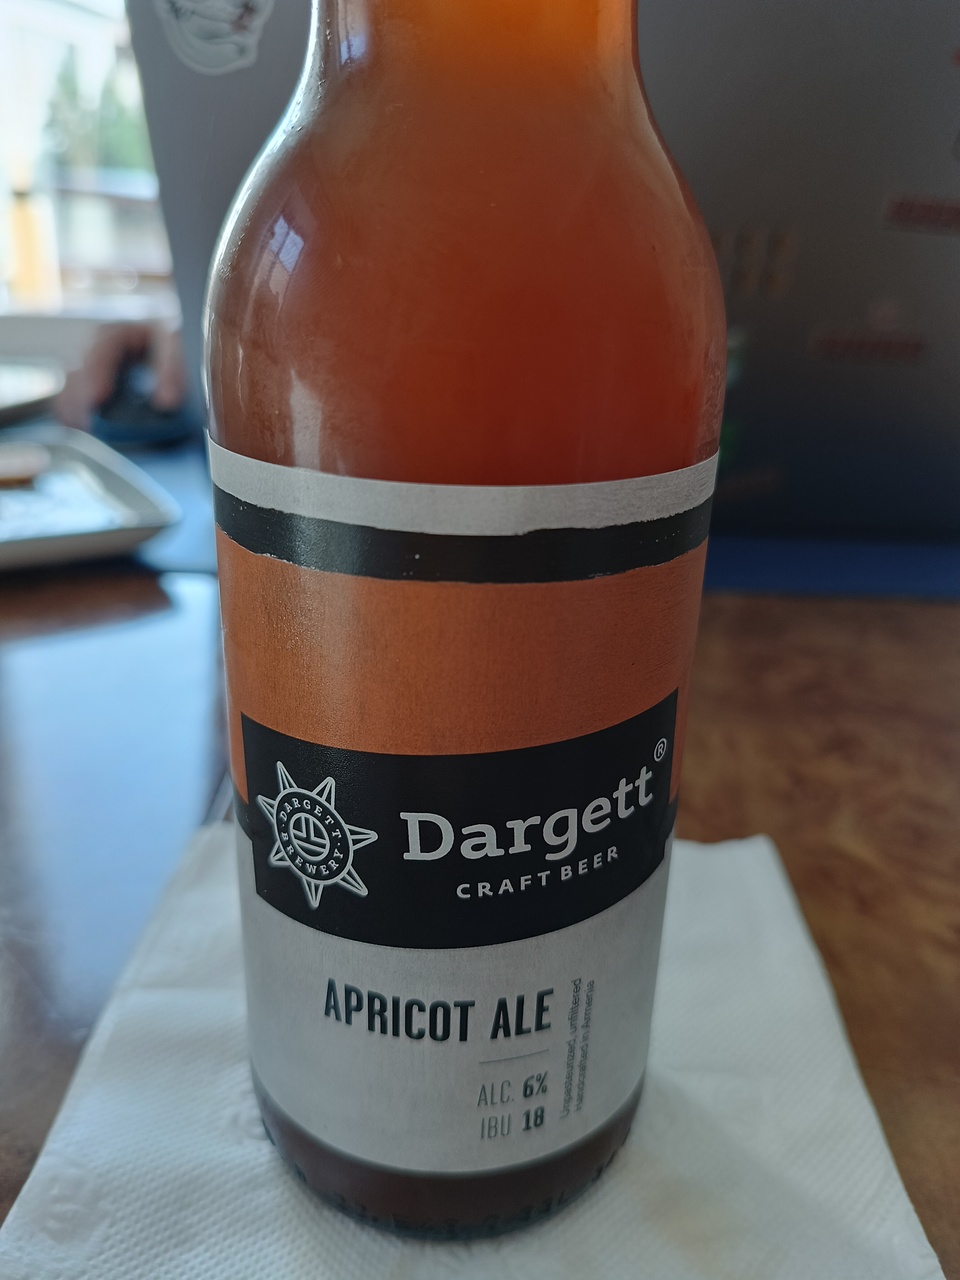 DARGETT
BREWERY
Dargett®
CRAFT BEER
APRICOT ALE
ALC. 6%
IBU 18
Unpasteurized, unfiltered
Handcrafted in Armenia